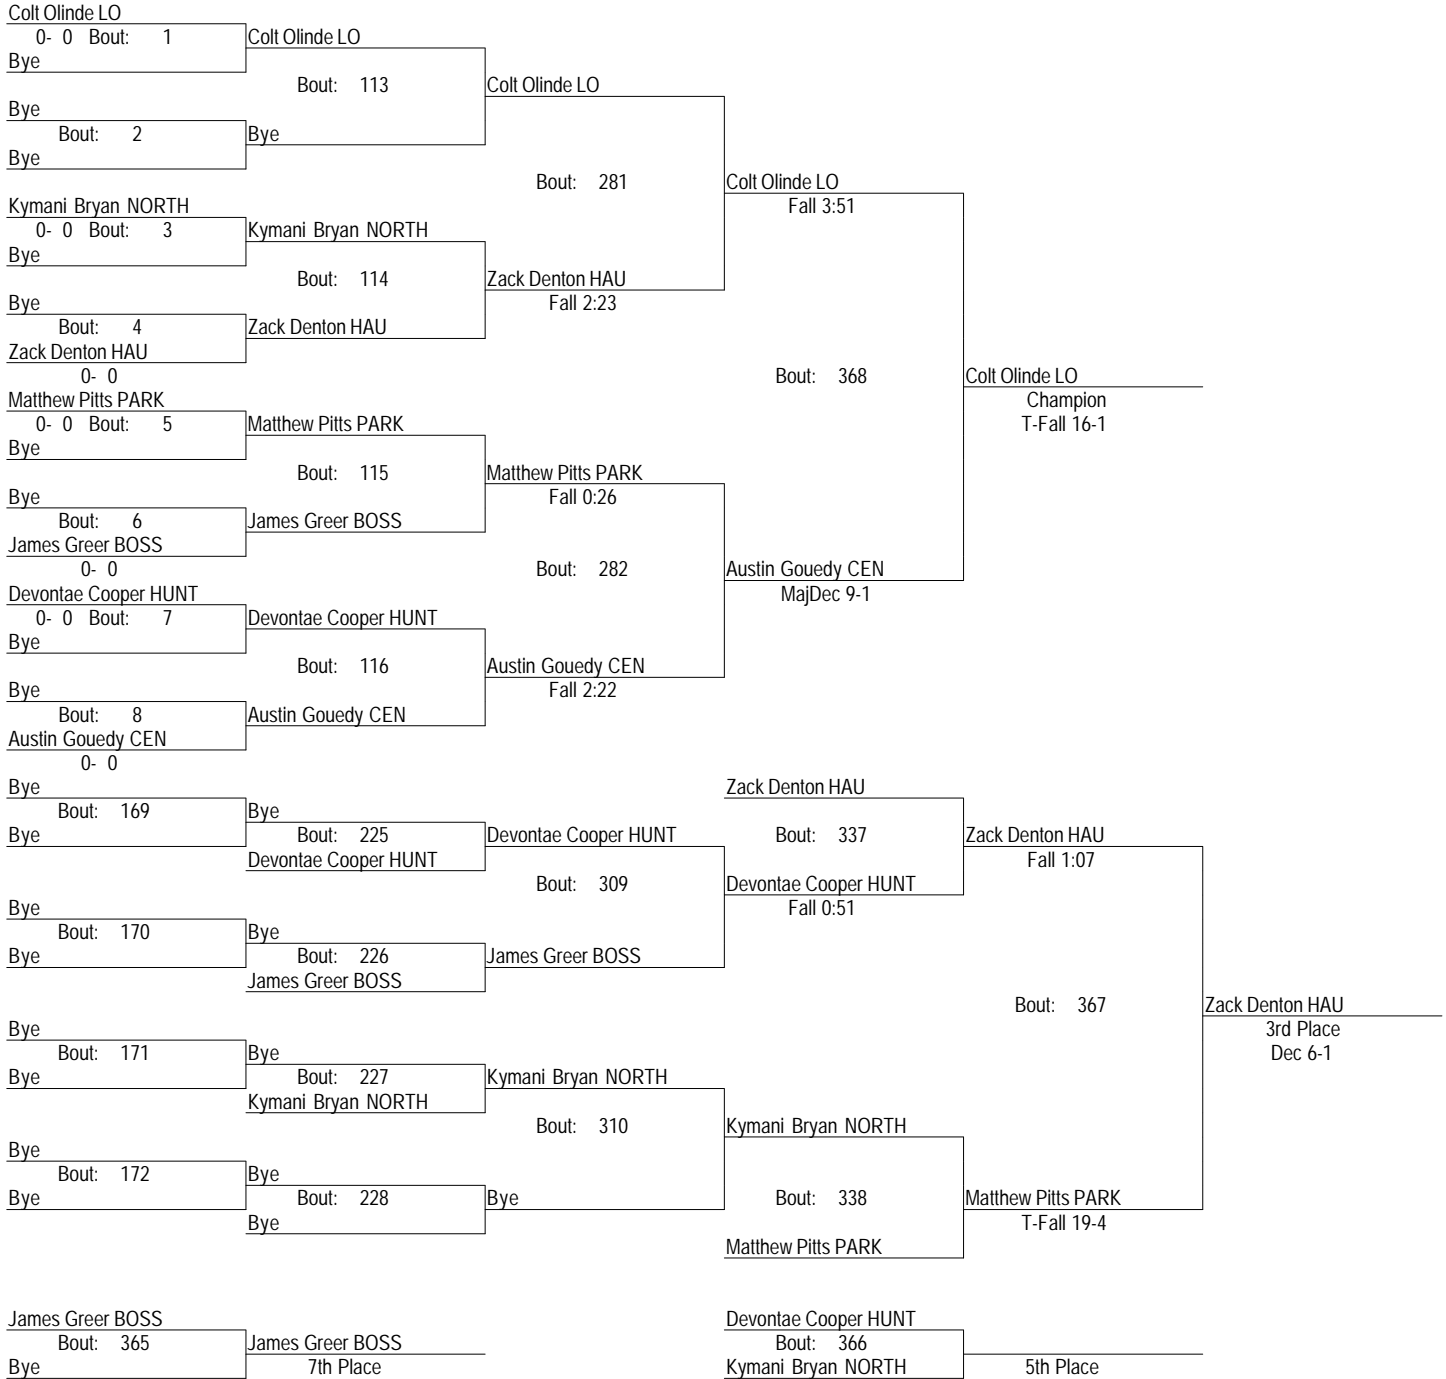 Colt Olinde LO
0- 0 Bout: 1 Colt Olinde LO
Bye
Bout: 113 Colt Olinde LO
Bye
Bout: 2 Bye
Bye
Bout: 281 Colt Olinde LO
Fall 3:51
Kymani Bryan NORTH
0- 0 Bout: 3 Kymani Bryan NORTH
Bye
Bout: 114 Zack Denton HAU
Fall 2:23
Bye
Bout: 4 Zack Denton HAU
Zack Denton HAU
0- 0
Bout: 368 Colt Olinde LO
Champion
T-Fall 16-1
Matthew Pitts PARK
0- 0 Bout: 5 Matthew Pitts PARK
Bye
Bout: 115 Matthew Pitts PARK
Fall 0:26
Bye
Bout: 6 James Greer BOSS
James Greer BOSS
0- 0
Bout: 282 Austin Gouedy CEN
MajDec 9-1
Devontae Cooper HUNT
0- 0 Bout: 7 Devontae Cooper HUNT
Bye
Bout: 116 Austin Gouedy CEN
Fall 2:22
Bye
Bout: 8 Austin Gouedy CEN
Austin Gouedy CEN
0- 0
Bye
Zack Denton HAU
Bout: 169 Bye
Bye
Bout: 225 Devontae Cooper HUNT
Bout: 337 Zack Denton HAU
Fall 1:07
Devontae Cooper HUNT
Bout: 309 Devontae Cooper HUNT
Fall 0:51
Bye
Bout: 170 Bye
Bye
Bout: 226 James Greer BOSS
James Greer BOSS
Bout: 367 Zack Denton HAU
3rd Place
Dec 6-1
Bye
Bout: 171 Bye
Bye
Bout: 227 Kymani Bryan NORTH
Kymani Bryan NORTH
Bout: 310 Kymani Bryan NORTH
Bye
Bout: 172 Bye
Bye
Bout: 228 Bye
Bye
Bout: 338 Matthew Pitts PARK
T-Fall 19-4
Matthew Pitts PARK
James Greer BOSS
Bout: 365 James Greer BOSS
Bye
7th Place
Devontae Cooper HUNT
Bout: 366
Kymani Bryan NORTH
5th Place